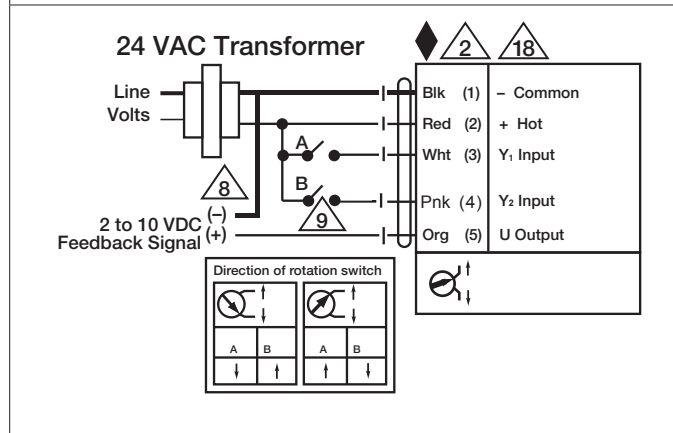 24 VAC Transformer
2
18
Line
Volts
Blk (1) – Common
Red (2) + Hot
A
Wht (3) Y₁ Input
B
Pnk (4) Y₂ Input
8
9
2 to 10 VDC (–)
Feedback Signal (+)
Org (5) U Output
Direction of rotation switch
A B A B